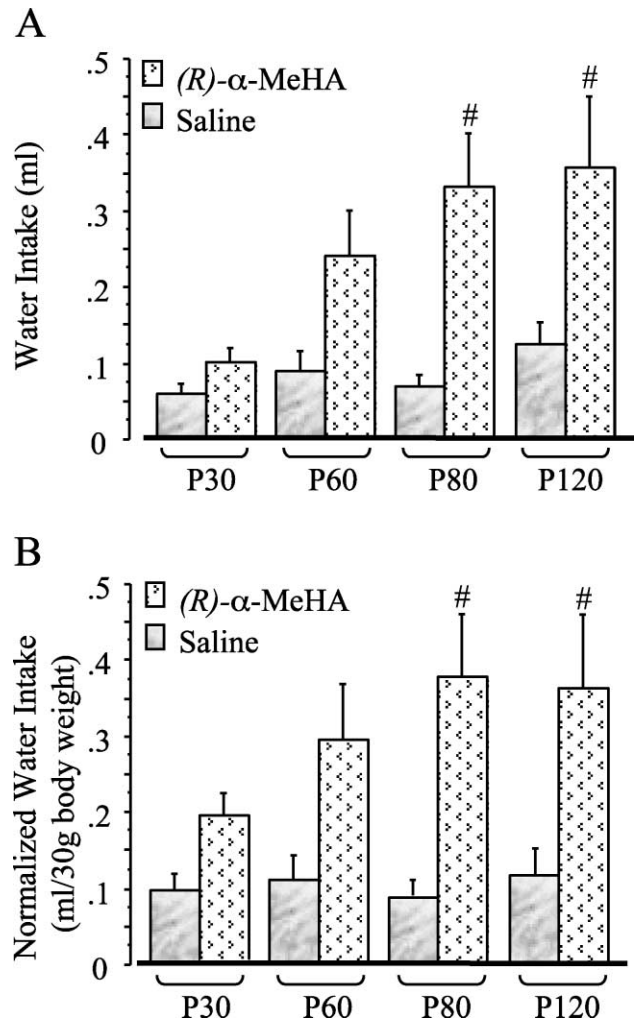 A
.5
.4
.3
.2
.1
0
Water Intake (ml)
(R)-α-MeHA
Saline
#
#
P30 P60 P80 P120
B
.5
.4
.3
.2
.1
0
Normalized Water Intake
(ml/30g body weight)
(R)-α-MeHA
Saline
#
#
P30 P60 P80 P120